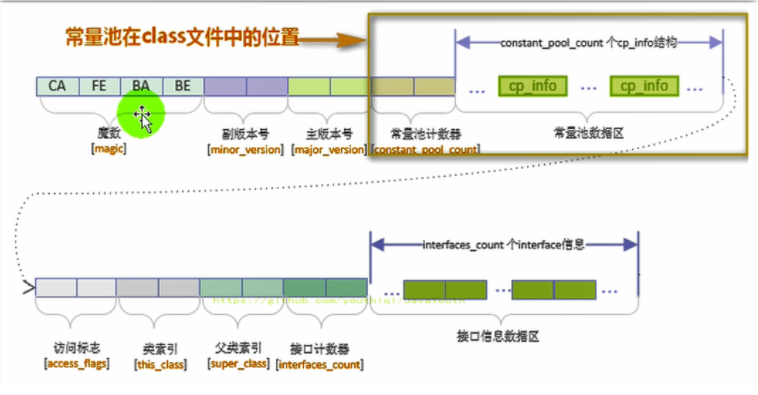 常量池在class文件中的位置
constant_pool_count 个cp_info结构
CA FE BA BE ... cp_info ... cp_info ...
魔数 副版本号 主版本号 常量池计数器 常量池数据区
[magic] [minor_version] [major_version] [constant_pool_count]
interfaces_count 个interface信息
... ... ...
https://github.com/youthlql/JavaYouth
访问标志 类索引 父类索引 接口计数器 接口信息数据区
[access_flags] [this_class] [super_class] [interfaces_count]